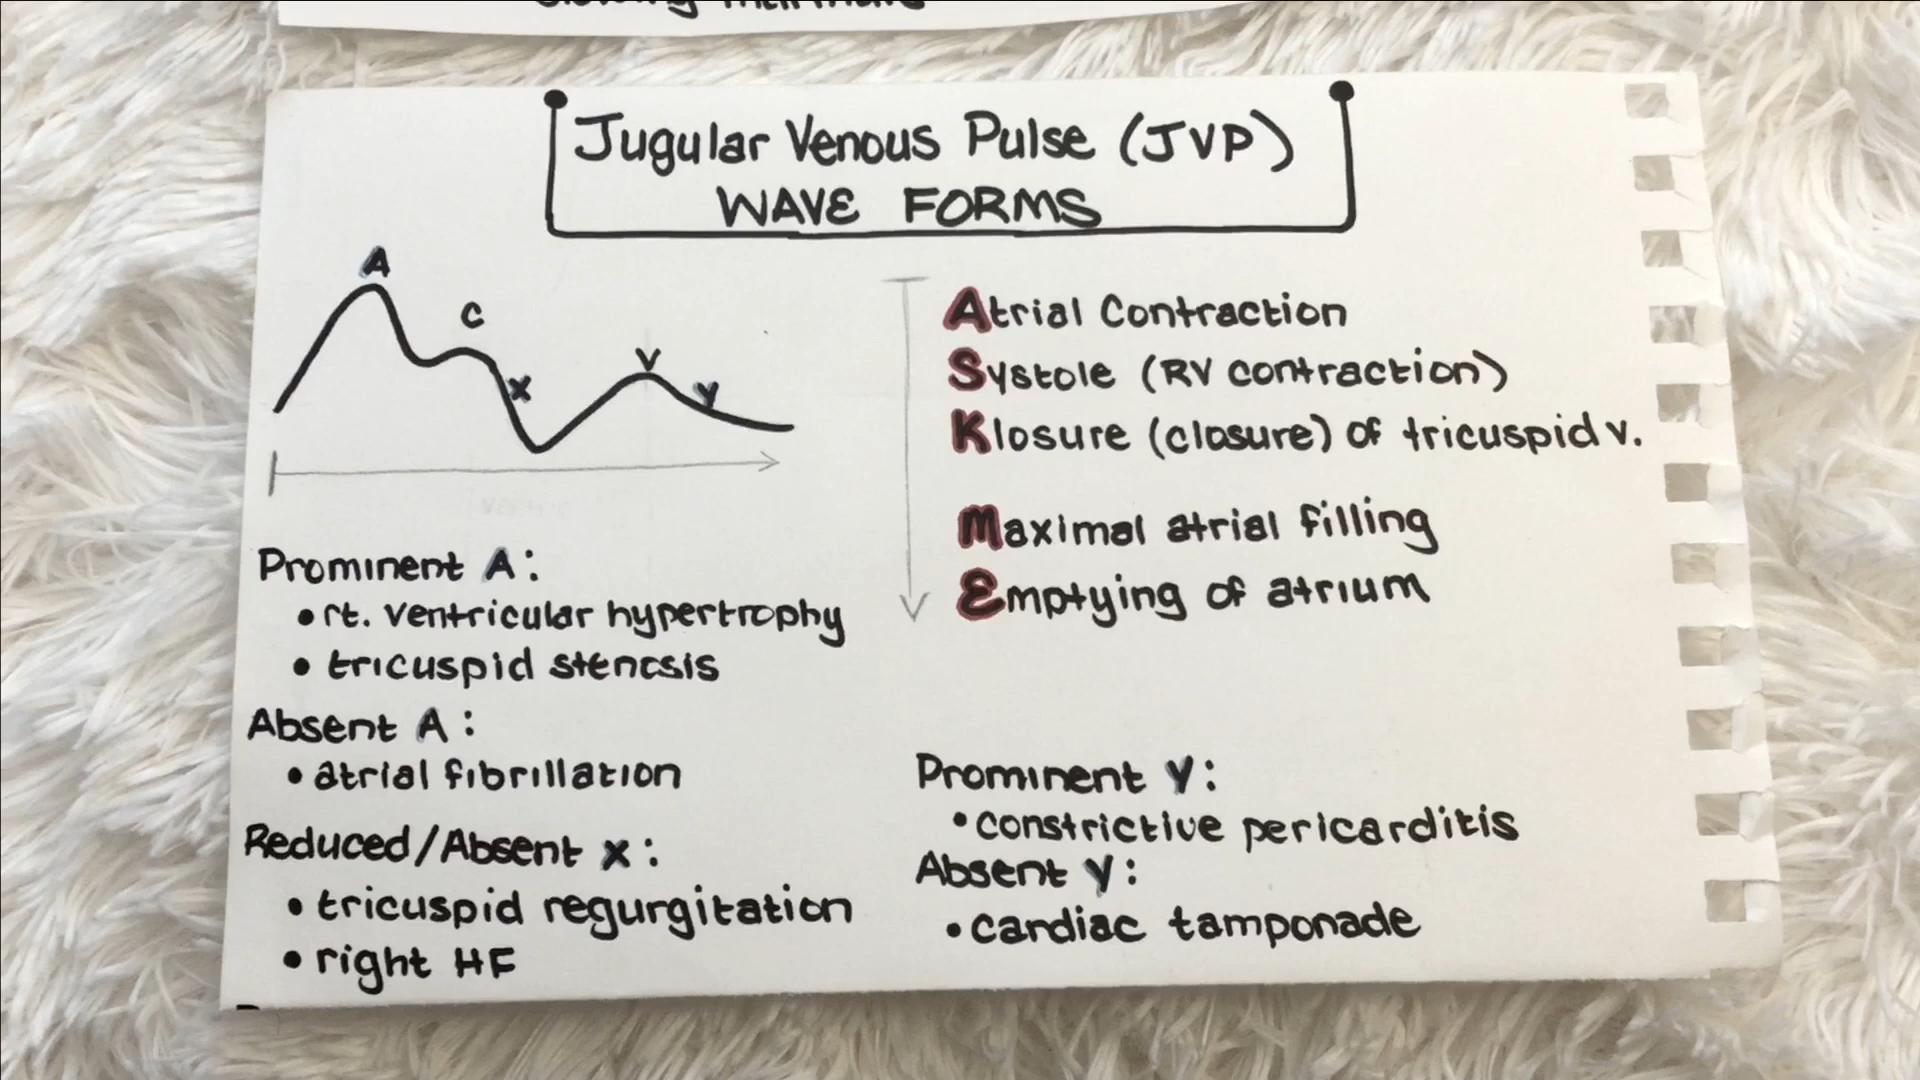 Jugular Venous Pulse (JVP)
WAVE FORMS
A
C
X
V
Y
Atrial Contraction
Systole (RV contraction)
Klosure (closure) of tricuspid v.
Maximal atrial filling
Emptying of atrium
Prominent A:
• rt. ventricular hypertrophy
• tricuspid stenosis
Absent A:
• atrial fibrillation
Reduced/Absent x:
• tricuspid regurgitation
• right HF
Prominent Y:
• constrictive pericarditis
Absent Y:
• cardiac tamponade